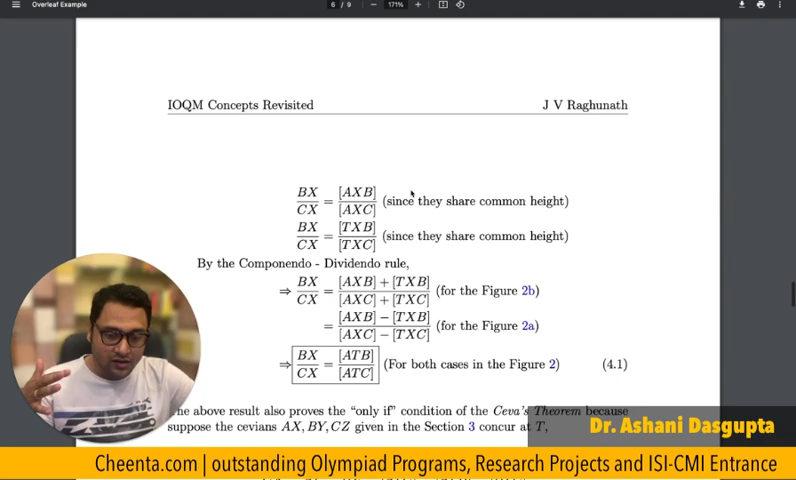 Overleaf Example
6 / 9
171%
IOQM Concepts Revisited
J V Raghunath
BX/CX = [AXB]/[AXC] (since they share common height)
BX/CX = [TXB]/[TXC] (since they share common height)
By the Componendo - Dividendo rule,
⇒ BX/CX = [AXB] + [TXB]/[AXC] + [TXC] (for the Figure 2b)
= [AXB] − [TXB]/[AXC] − [TXC] (for the Figure 2a)
⇒ BX/CX = [ATB]/[ATC] (For both cases in the Figure 2) (4.1)
above result also proves the "only if" condition of the Ceva's Theorem because
suppose the cevians AX, BY, CZ given in the Section 3 concur at T,
Dr. Ashani Dasgupta
Cheenta.com | outstanding Olympiad Programs, Research Projects and ISI-CMI Entrance